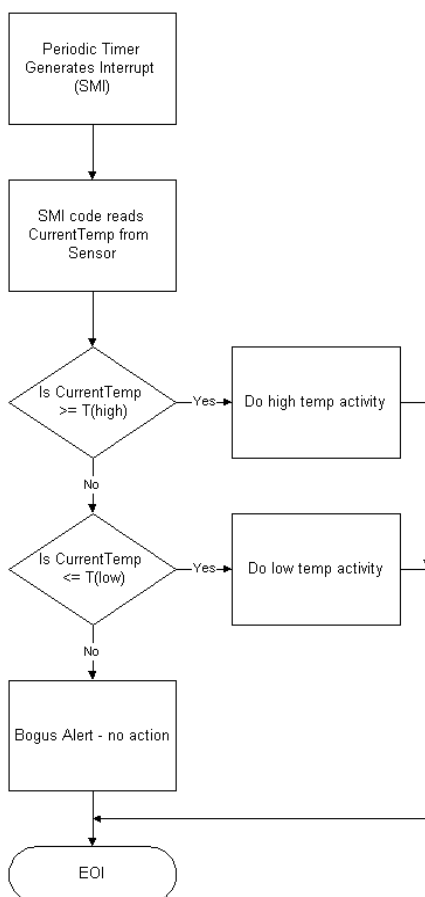 Periodic Timer
Generates Interrupt
(SMI)
SMI code reads
CurrentTemp from
Sensor
Is CurrentTemp
>= T(high)
Yes
Do high temp activity
No
Is CurrentTemp
<= T(low)
Yes
Do low temp activity
No
Bogus Alert - no action
EOI